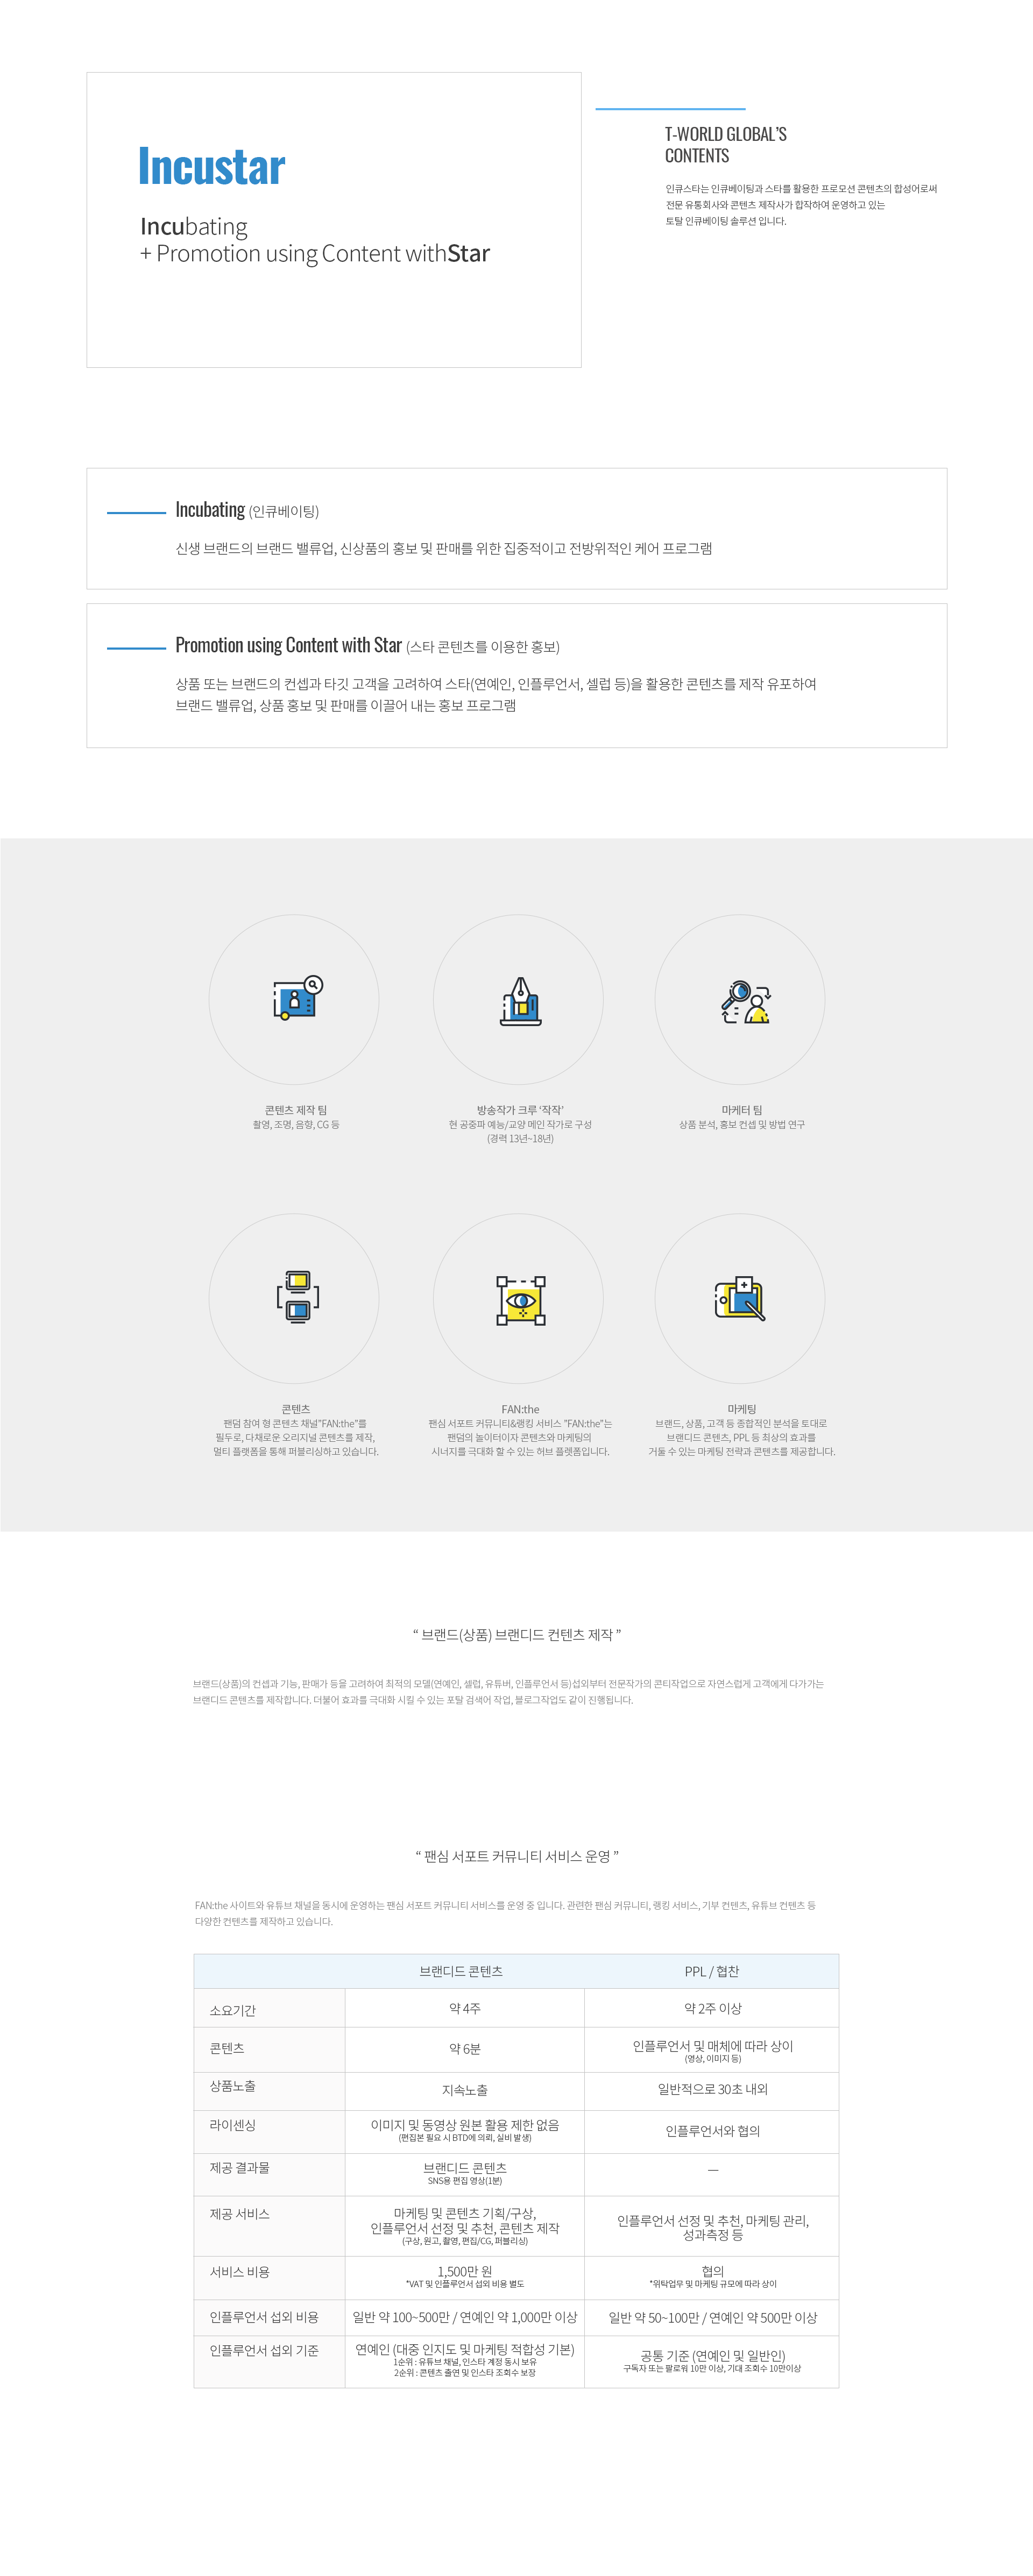 Incustar
Incubating
+ Promotion using Content withStar
T-WORLD GLOBAL'S
CONTENTS
인큐스타는 인큐베이팅과 스타를 활용한 프로모션 콘텐츠의 합성어로써
전문 유통회사와 콘텐츠 제작사가 합작하여 운영하고 있는
토탈 인큐베이팅 솔루션 입니다.
Incubating (인큐베이팅)
신생 브랜드의 브랜드 밸류업, 신상품의 홍보 및 판매를 위한 집중적이고 전방위적인 케어 프로그램
Promotion using Content with Star (스타 콘텐츠를 이용한 홍보)
상품 또는 브랜드의 컨셉과 타깃 고객을 고려하여 스타(연예인, 인플루언서, 셀럽 등)을 활용한 콘텐츠를 제작 유포하여
브랜드 밸류업, 상품 홍보 및 판매를 이끌어 내는 홍보 프로그램
콘텐츠 제작 팀
촬영, 조명, 음향, CG 등
방송작가 크루 '작작'
현 공중파 예능/교양 메인 작가로 구성
(경력 13년~18년)
마케터 팀
상품 분석, 홍보 컨셉 및 방법 연구
콘텐츠
팬덤 참여 형 콘텐츠 채널"FAN:the"를
필두로, 다채로운 오리지널 콘텐츠를 제작,
멀티 플랫폼을 통해 퍼블리싱하고 있습니다.
FAN:the
팬심 서포트 커뮤니티&랭킹 서비스 "FAN:the"는
팬덤의 놀이터이자 콘텐츠와 마케팅의
시너지를 극대화 할 수 있는 허브 플렛폼입니다.
마케팅
브랜드, 상품, 고객 등 종합적인 분석을 토대로
브랜디드 콘텐츠, PPL 등 최상의 효과를
거둘 수 있는 마케팅 전략과 콘텐츠를 제공합니다.
“ 브랜드(상품) 브랜디드 컨텐츠 제작 ”
브랜드(상품)의 컨셉과 기능, 판매가 등을 고려하여 최적의 모델(연예인, 셀럽, 유튜버, 인플루언서 등)섭외부터 전문작가의 콘티작업으로 자연스럽게 고객에게 다가가는
브랜디드 콘텐츠를 제작합니다. 더불어 효과를 극대화 시킬 수 있는 포탈 검색어 작업, 블로그작업도 같이 진행됩니다.
“ 팬심 서포트 커뮤니티 서비스 운영 ”
FAN:the 사이트와 유튜브 채널을 동시에 운영하는 팬심 서포트 커뮤니티 서비스를 운영 중 입니다. 관련한 팬심 커뮤니티, 랭킹 서비스, 기부 컨텐츠, 유튜브 컨텐츠 등
다양한 컨텐츠를 제작하고 있습니다.
브랜디드 콘텐츠 PPL / 협찬
소요기간 약 4주 약 2주 이상
콘텐츠 약 6분 인플루언서 및 매체에 따라 상이
(영상, 이미지 등)
상품노출 지속노출 일반적으로 30초 내외
라이센싱 이미지 및 동영상 원본 활용 제한 없음 인플루언서와 협의
(편집본 필요 시 BTD에 의뢰, 실비 발생)
제공 결과물 브랜디드 콘텐츠 —
SNS용 편집 영상(1분)
제공 서비스 마케팅 및 콘텐츠 기획/구상, 인플루언서 선정 및 추천, 마케팅 관리,
인플루언서 선정 및 추천, 콘텐츠 제작 성과측정 등
(구상, 원고, 촬영, 편집/CG, 퍼블리싱)
서비스 비용 1,500만 원 협의
*VAT 및 인플루언서 섭외 비용 별도 *위탁업무 및 마케팅 규모에 따라 상이
인플루언서 섭외 비용 일반 약 100~500만 / 연예인 약 1,000만 이상 일반 약 50~100만 / 연예인 약 500만 이상
인플루언서 섭외 기준 연예인 (대중 인지도 및 마케팅 적합성 기본) 공통 기준 (연예인 및 일반인)
1순위 : 유튜브 채널, 인스타 계정 동시 보유 구독자 또는 팔로워 10만 이상, 기대 조회수 10만이상
2순위 : 콘텐츠 출연 및 인스타 조회수 보장